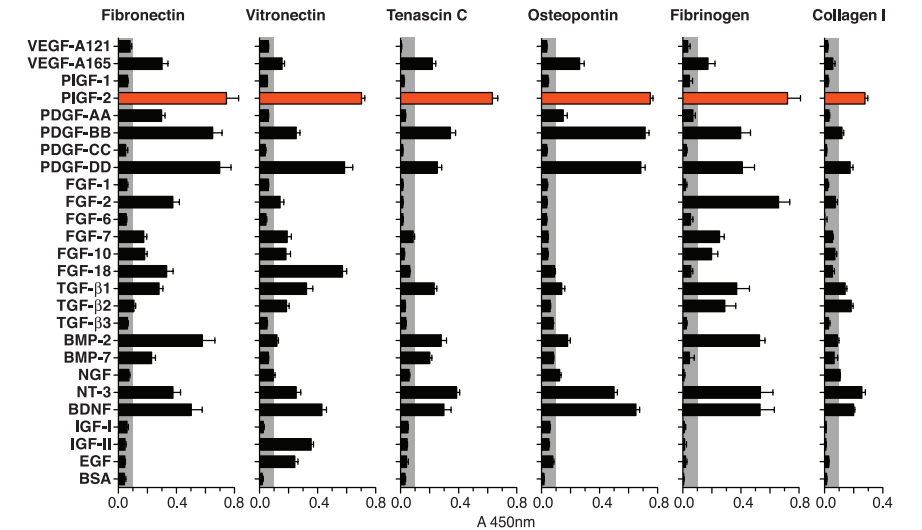 Fibronectin Vitronectin Tenascin C Osteopontin Fibrinogen Collagen I
VEGF-A121
VEGF-A165
PlGF-1
PlGF-2
PDGF-AA
PDGF-BB
PDGF-CC
PDGF-DD
FGF-1
FGF-2
FGF-6
FGF-7
FGF-10
FGF-18
TGF-β1
TGF-β2
TGF-β3
BMP-2
BMP-7
NGF
NT-3
BDNF
IGF-I
IGF-II
EGF
BSA
0.0 0.4 0.8 0.0 0.4 0.8 0.0 0.4 0.8 0.0 0.4 0.8 0.0 0.4 0.8 0.0 0.4 0.8
A 450nm